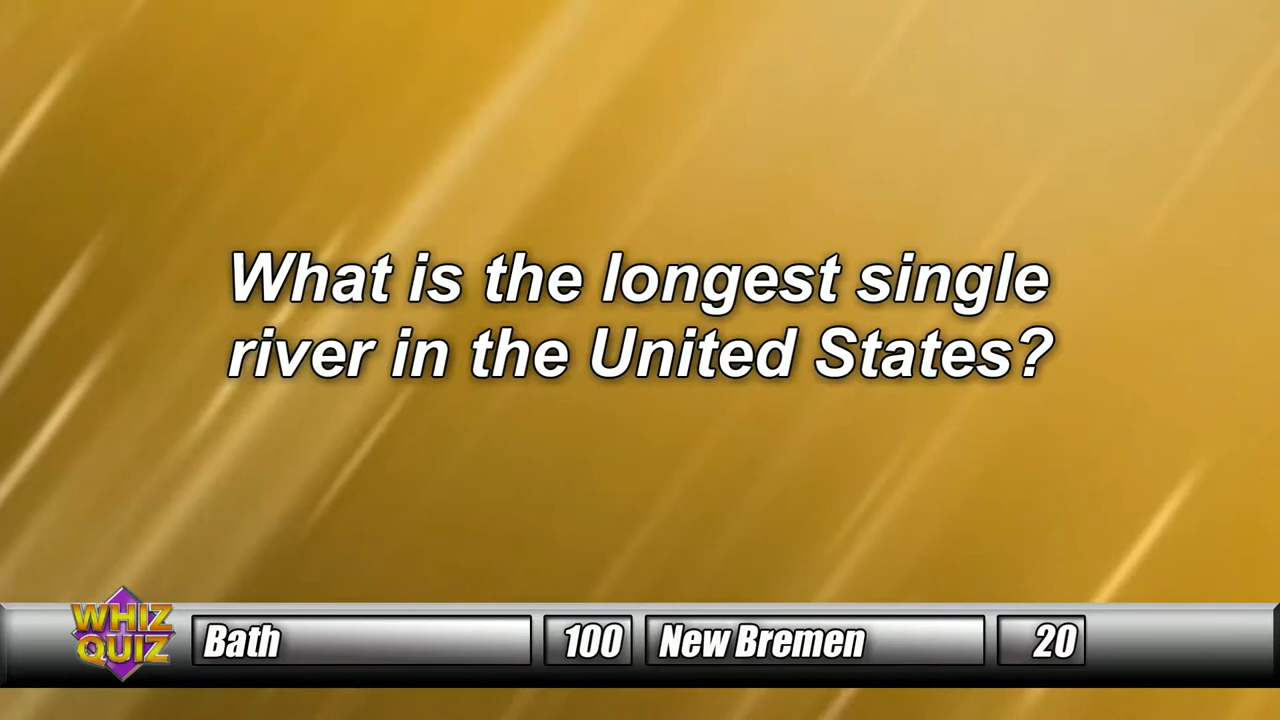 What is the longest single
river in the United States?
WHIZ
QUIZ
Bath 100 New Bremen 20